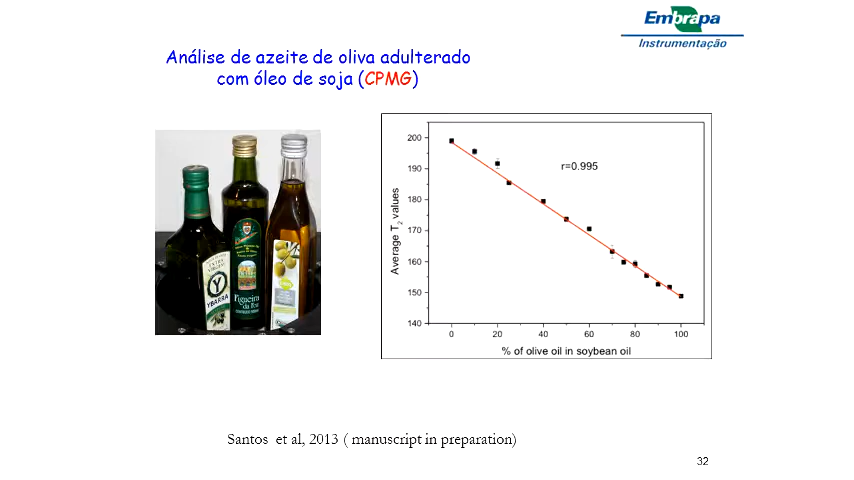 Embrapa
Instrumentação
Análise de azeite de oliva adulterado
com óleo de soja (CPMG)
EXTRA
VIRGIN
Y
YBARRA
Figueira
da Foz
200
190
180
170
160
150
140
Average T2 values
r=0.995
0
20
40
60
80
100
% of olive oil in soybean oil
Santos et al, 2013 ( manuscript in preparation)
32